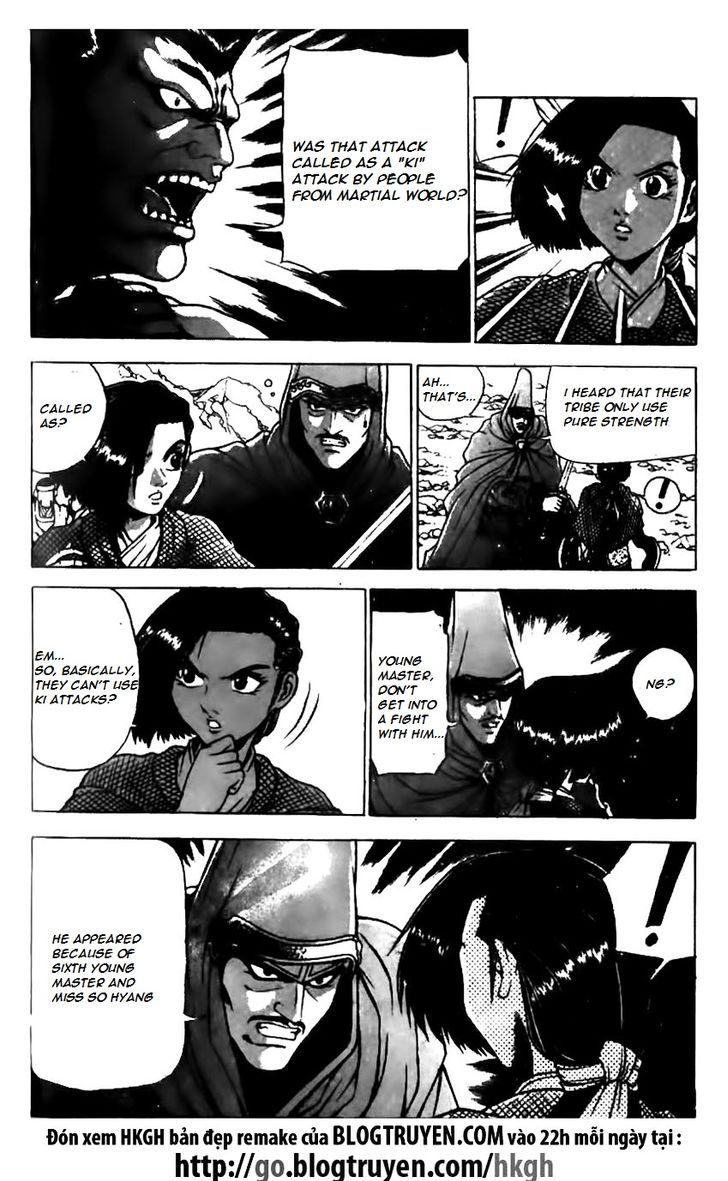 WAS THAT ATTACK
CALLED AS A "KI"
ATTACK BY PEOPLE
FROM MARTIAL WORLD?
!
CALLED
AS?
AH...
THAT'S...
I HEARD THAT THEIR
TRIBE ONLY USE
PURE STRENGTH
!
EM...
SO, BASICALLY,
THEY CAN'T USE
KI ATTACKS?
YOUNG
MASTER,
DON'T
GET INTO
A FIGHT
WITH HIM...
NG?
HE APPEARED
BECAUSE OF
SIXTH YOUNG
MASTER AND
MISS SO HYANG
!
Đón xem HKGH bản đẹp remake của BLOGTRUYEN.COM vào 22h mỗi ngày tại :
http://go.blogtruyen.com/hkgh